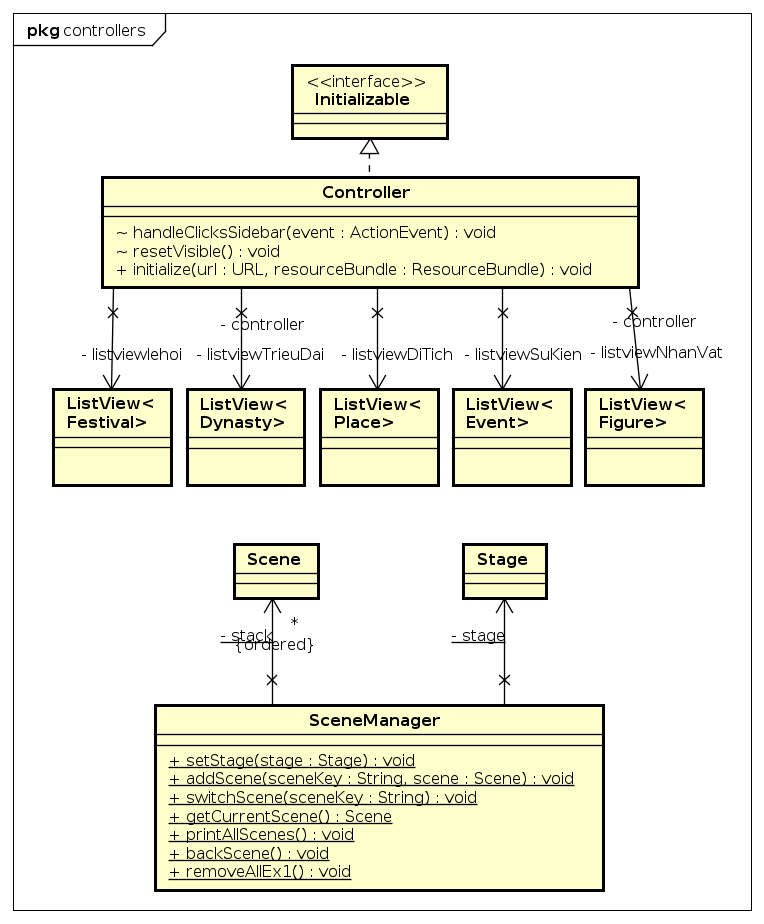 pkg controllers
<<interface>>
Initializable
Controller
~ handleClicksSidebar(event : ActionEvent) : void
~ resetVisible() : void
+ initialize(url : URL, resourceBundle : ResourceBundle) : void
- controller
- controller
- listviewlehoi
- listviewTrieuDai
- listviewDiTich
- listviewSuKien
- listviewNhanVat
ListView<
Festival>
ListView<
Dynasty>
ListView<
Place>
ListView<
Event>
ListView<
Figure>
Scene
Stage
*
- stack
{ordered}
- stage
SceneManager
+ setStage(stage : Stage) : void
+ addScene(sceneKey : String, scene : Scene) : void
+ switchScene(sceneKey : String) : void
+ getCurrentScene() : Scene
+ printAllScenes() : void
+ backScene() : void
+ removeAllEx1() : void